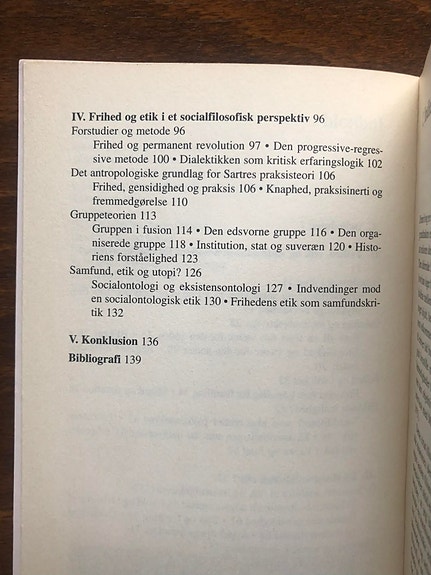 IV. Frihed og etik i et socialfilosofisk perspektiv 96
Forstudier og metode 96
Frihed og permanent revolution 97 • Den progressive-regres-
sive metode 100 • Dialektikken som kritisk erfaringslogik 102
Det antropologiske grundlag for Sartres praksisteori 106
Frihed, gensidighed og praksis 106 • Knaphed, praksisinerti og
fremmedgørelse 110
Gruppeteorien 113
Gruppen i fusion 114 • Den edsvorne gruppe 116 • Den orga-
niserede gruppe 118 • Institution, stat og suveræn 120 • Histo-
riens forståelighed 123
Samfund, etik og utopi? 126
Socialontologi og eksistensontologi 127 • Indvendinger mod
en socialontologisk etik 130 • Frihedens etik som samfundskri-
tik 132
V. Konklusion 136
Bibliografi 139